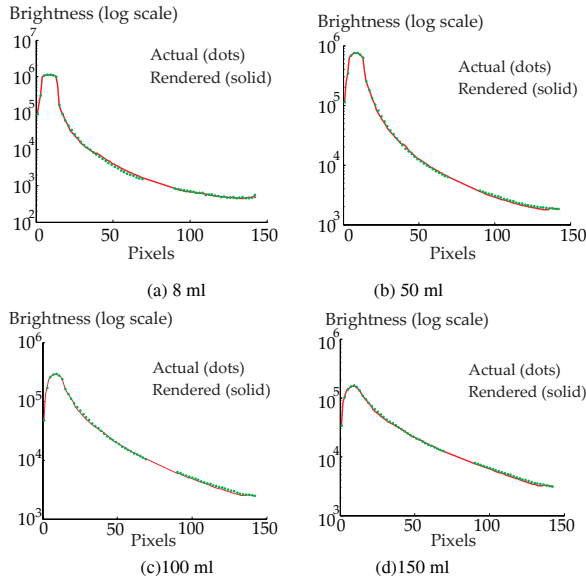 Brightness (log scale)
10^7
10^6
10^5
10^4
10^3
10^2
Actual (dots)
Rendered (solid)
0
50
100
150
Pixels
(a) 8 ml
Brightness (log scale)
10^6
10^5
10^4
10^3
Actual (dots)
Rendered (solid)
0
50
100
150
Pixels
(b) 50 ml
Brightness (log scale)
10^6
10^5
10^4
10^3
Actual (dots)
Rendered (solid)
0
50
100
150
Pixels
(c)100 ml
Brightness (log scale)
10^6
10^5
10^4
10^3
Actual (dots)
Rendered (solid)
0
50
100
150
Pixels
(d)150 ml